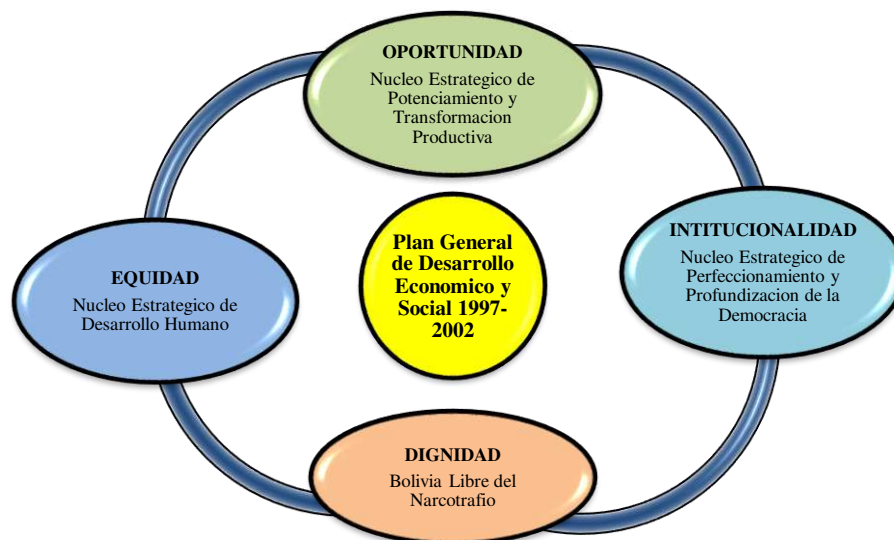 OPORTUNIDAD
Nucleo Estrategico de
Potenciamiento y
Transformacion
Productiva
INTITUCIONALIDAD
Nucleo Estrategico de
Perfeccionamiento y
Profundizacion de la
Democracia
Plan General
de Desarrollo
Economico y
Social 1997-
2002
EQUIDAD
Nucleo Estrategico de
Desarrollo Humano
DIGNIDAD
Bolivia Libre del
Narcotrafio